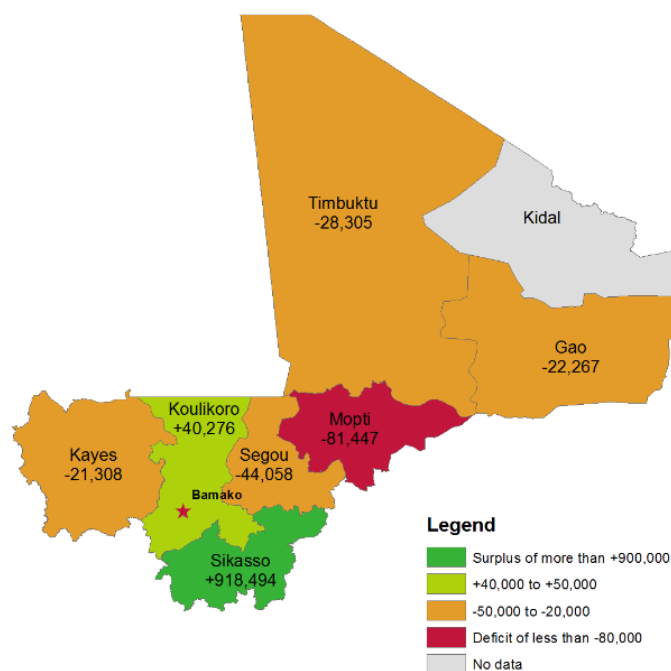 Timbuktu
-28,305
Kidal
Gao
-22,267
Koulikoro
+40,276
Mopti
-81,447
Kayes
-21,308
Segou
-44,058
Bamako
Sikasso
+918,494
Legend
Surplus of more than +900,000
+40,000 to +50,000
-50,000 to -20,000
Deficit of less than -80,000
No data